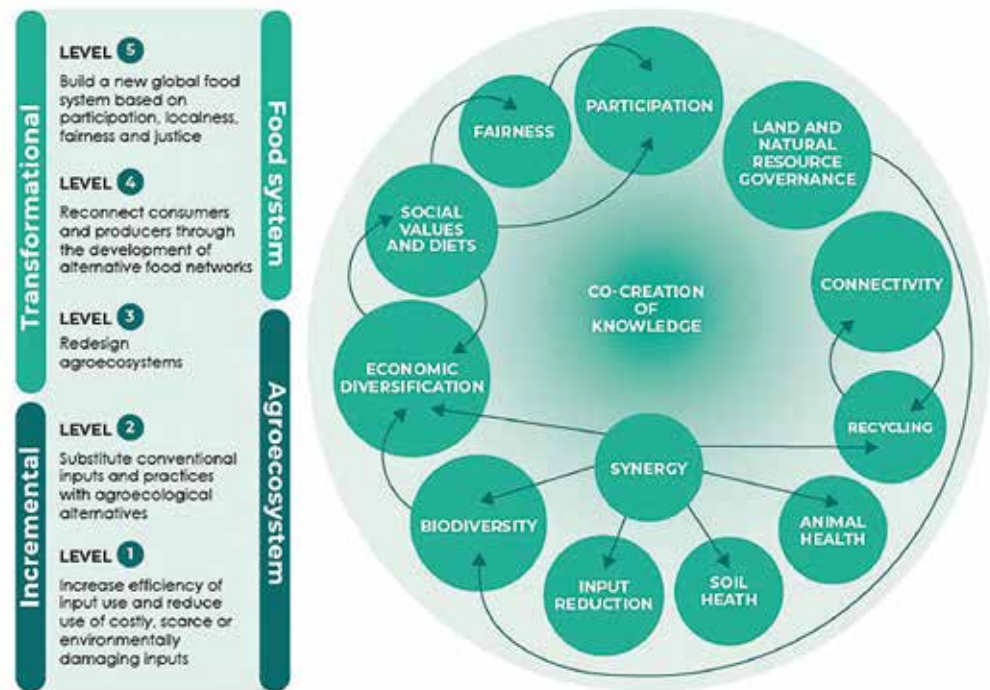 Transformational
Incremental
LEVEL 5
Build a new global food
system based on
participation, localness,
fairness and justice
LEVEL 4
Reconnect consumers
and producers through
the development of
alternative food networks
LEVEL 3
Redesign
agroecosystems
LEVEL 2
Substitute conventional
inputs and practices
with agroecological
alternatives
LEVEL 1
Increase efficiency of
input use and reduce
use of costly, scarce or
environmentally
damaging inputs
Food system
Agroecosystem
PARTICIPATION
FAIRNESS
LAND AND
NATURAL
RESOURCE
GOVERNANCE
SOCIAL
VALUES
AND DIETS
CONNECTIVITY
CO-CREATION
OF
KNOWLEDGE
ECONOMIC
DIVERSIFICATION
RECYCLING
SYNERGY
BIODIVERSITY
ANIMAL
HEALTH
INPUT
REDUCTION
SOIL
HEATH